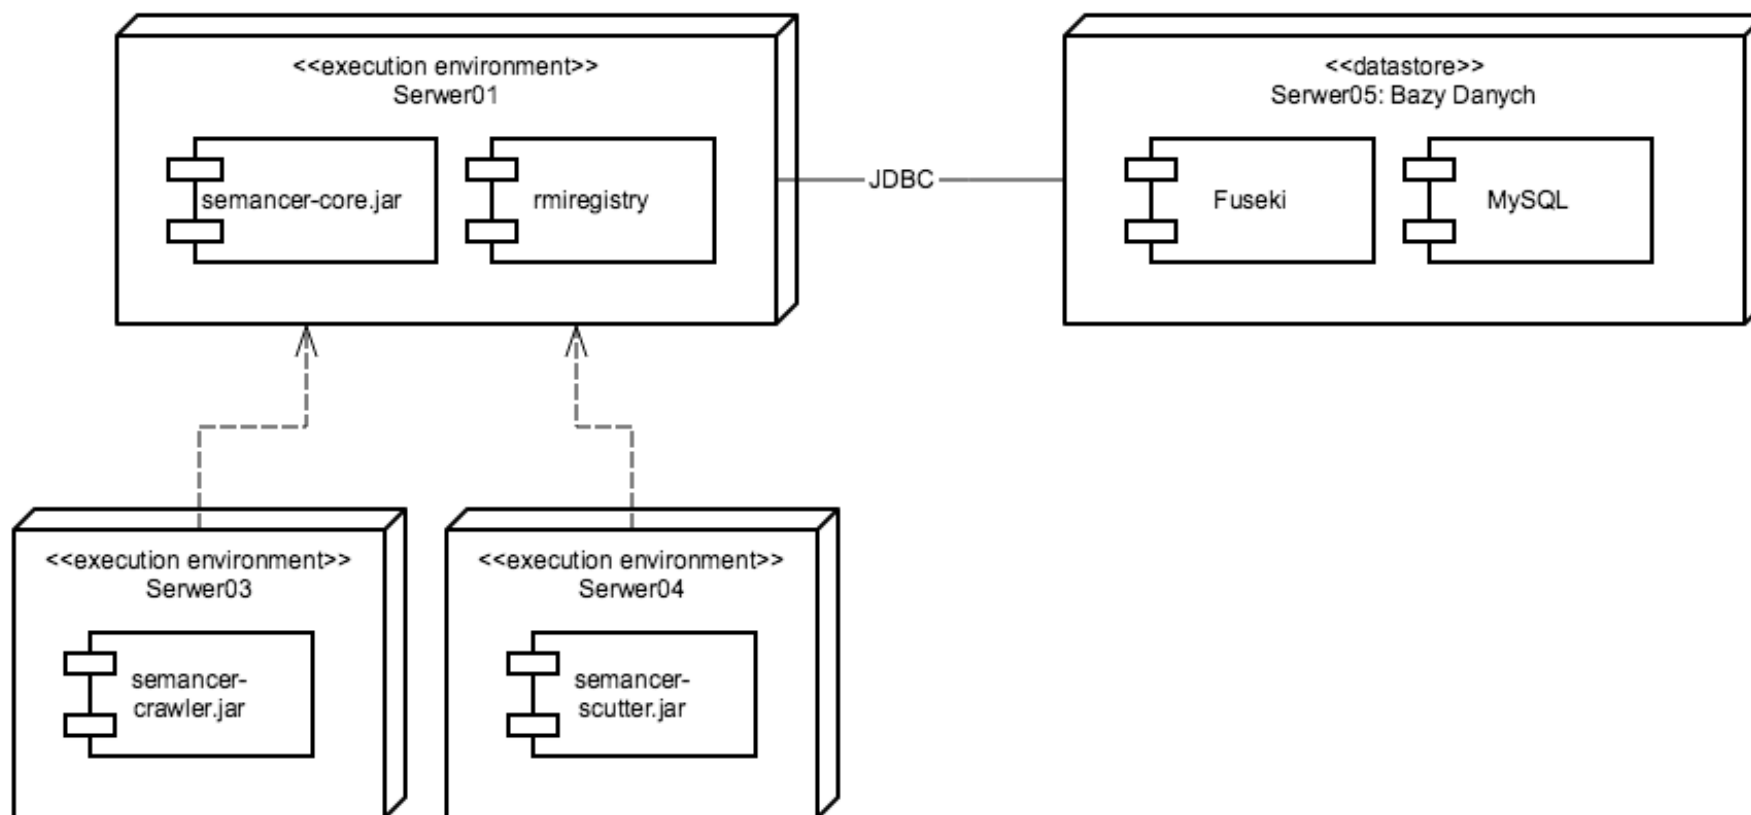 <<execution environment>>
Serwer01
semancer-core.jar
rmiregistry
JDBC
<<datastore>>
Serwer05: Bazy Danych
Fuseki
MySQL
<<execution environment>>
Serwer03
semancer-
crawler.jar
<<execution environment>>
Serwer04
semancer-
scutter.jar